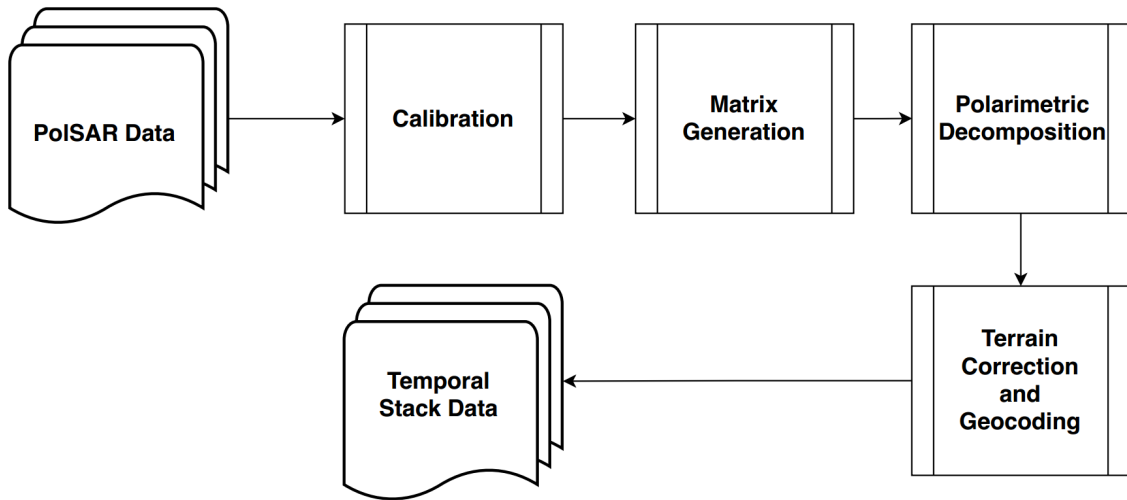 PolSAR Data
Calibration
Matrix
Generation
Polarimetric
Decomposition
Terrain
Correction
and
Geocoding
Temporal
Stack Data